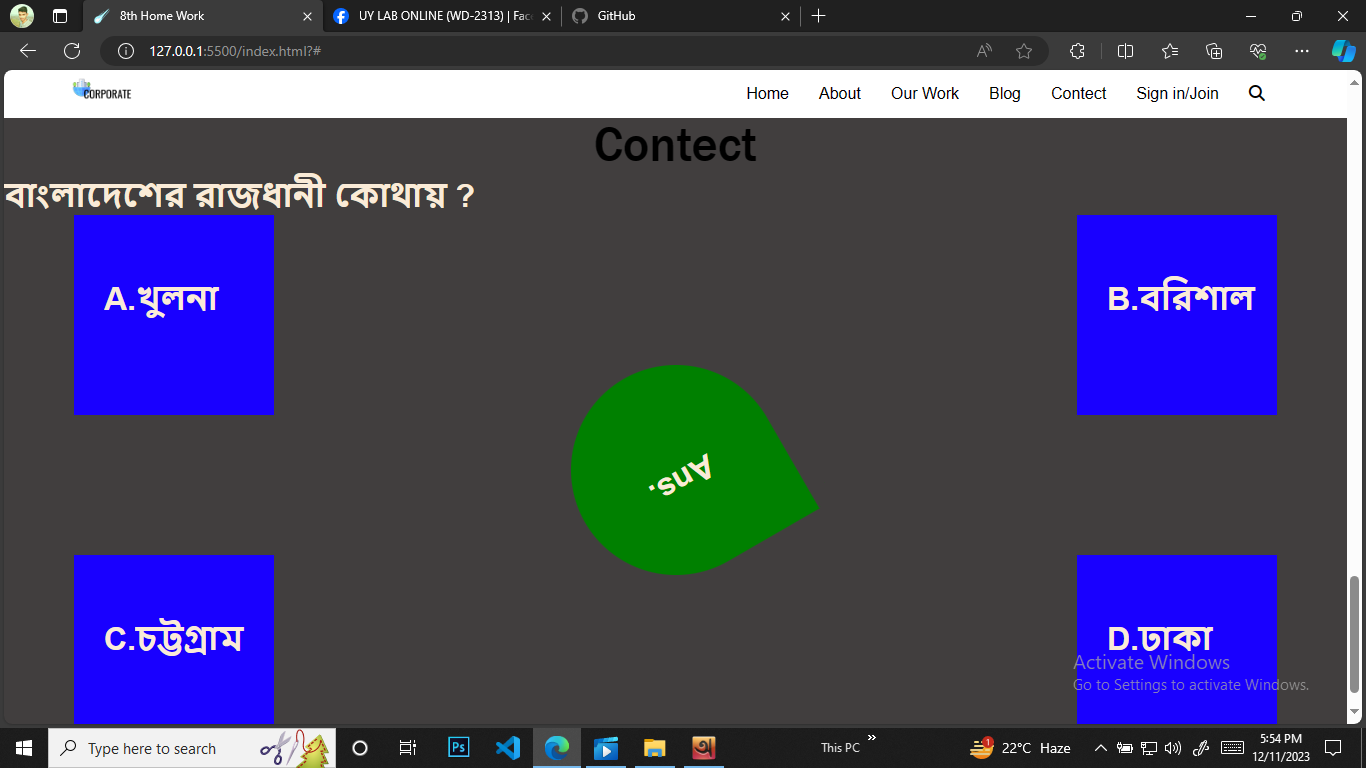 8th Home Work
UY LAB ONLINE (WD-2313) | Fac
GitHub
127.0.0.1:5500/index.html?#
CORPORATE
Home
About
Our Work
Blog
Contect
Sign in/Join
Contect
বাংলাদেশের রাজধানী কোথায় ?
A.খুলনা
B.বরিশাল
Ans.
C.চট্টগ্রাম
D.ঢাকা
Activate Windows
Go to Settings to activate Windows.
Type here to search
Ps
This PC
»
1
22°C Haze
5:54 PM
12/11/2023